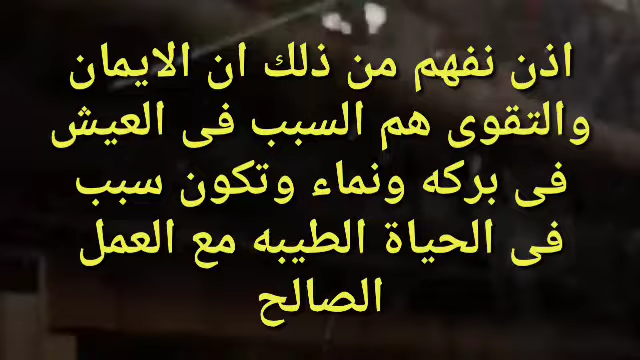 اذن نفهم من ذلك ان الايمان
والتقوى هم السبب فى العيش
فى بركه ونماء وتكون سبب
فى الحياة الطيبه مع العمل
الصالح